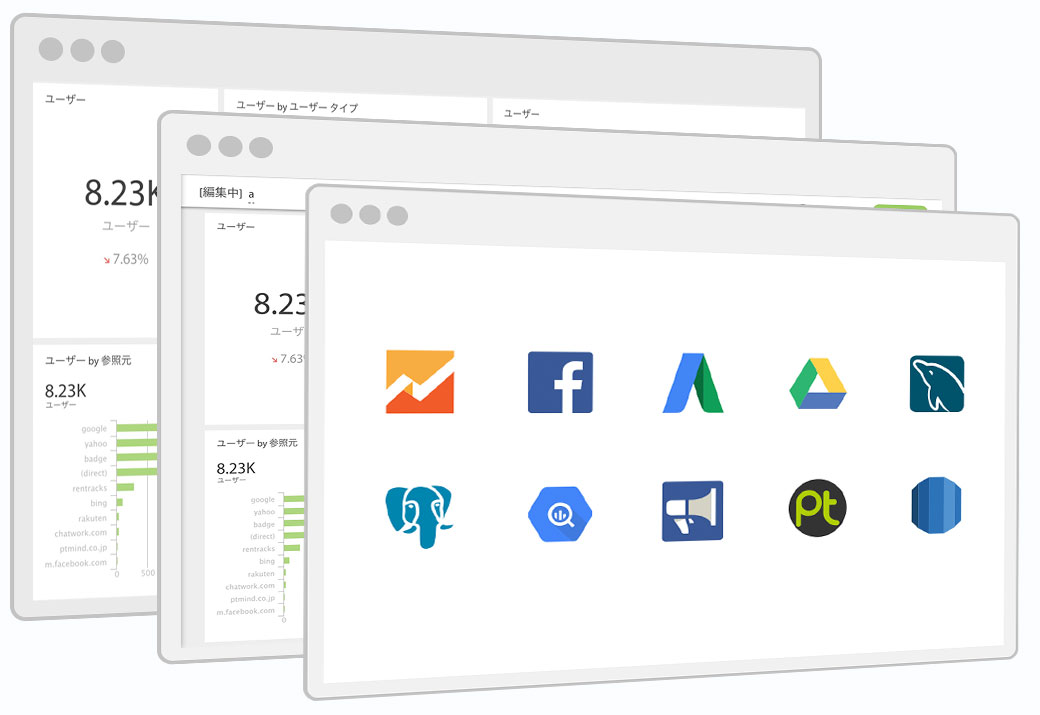 ユーザー
ユーザー by ユーザー タイプ
ユーザー
8.23K
ユーザー
7.63%
ユーザー by 参照元
8.23K
ユーザー
google
yahoo
badge
(direct)
rentracks
bing
rakuten
chatwork.com
ptmind.co.jp
m.facebook.com
0 500
[編集中] a
ユーザー
8.23
ユーザ
7.63
ユーザー by 参照元
8.23K
ユーザー
google
yahoo
badge
(direct)
rentracks
bing
rakuten
chatwork.com
ptmind.co.jp
m.facebook.com
0
f
pt